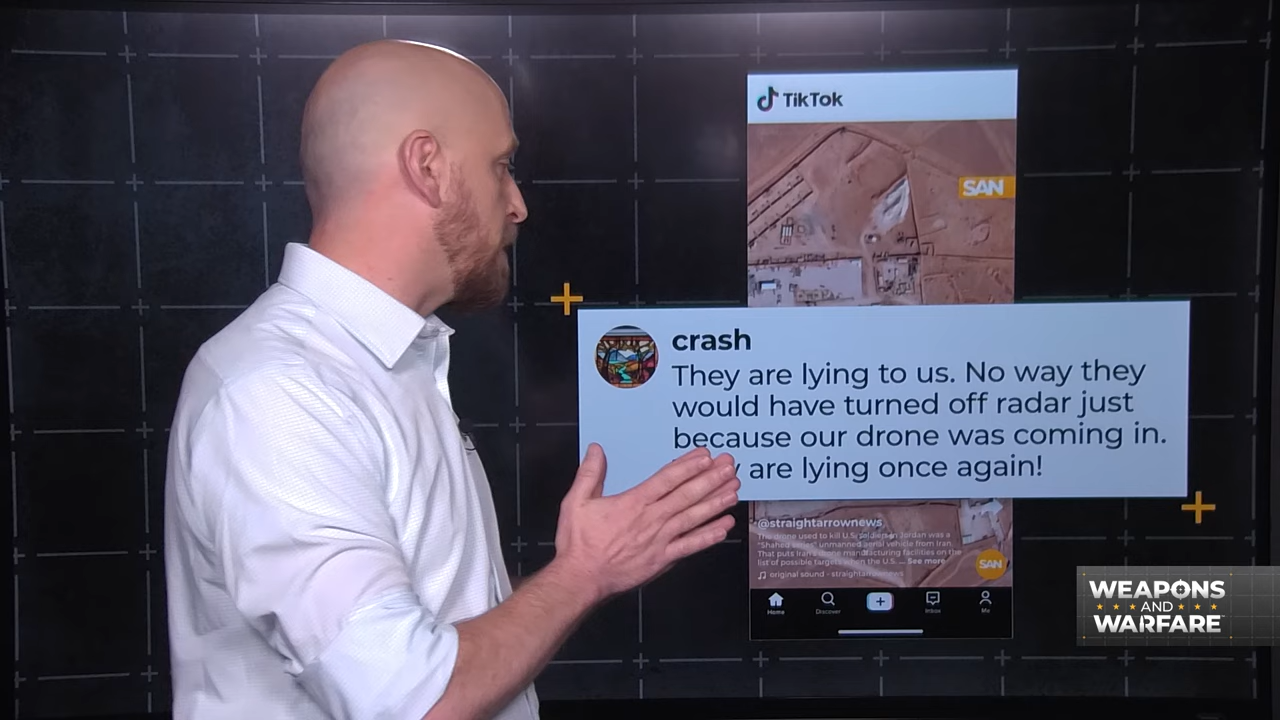 TikTok
SAN
crash
They are lying to us. No way they
would have turned off radar just
because our drone was coming in.
are lying once again!
@straightarrownews
The drone used to kill U.S. soldiers in Jordan was a
"Shahed series" unmanned aerial vehicle from Iran.
That puts Iran's drone manufacturing facilities on the
list of possible targets when the U.S. ... See more
original sound - straightarrownews
SAN
Home
Discover
Inbox
Me
WEAPONS
AND
WARFARE